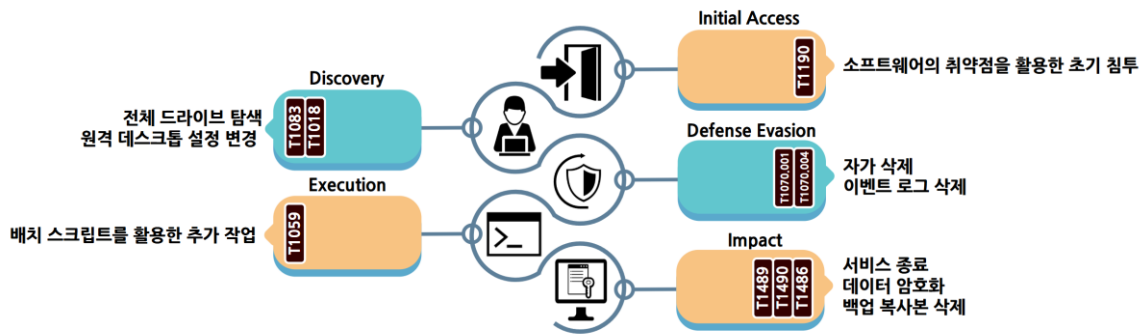 Initial Access
T1190
소프트웨어의 취약점을 활용한 초기 침투
Discovery
전체 드라이브 탐색
원격 데스크톱 설정 변경
T1083
T1018
Defense Evasion
T1070.001
T1070.004
자가 삭제
이벤트 로그 삭제
Execution
배치 스크립트를 활용한 추가 작업
T1059
>_
Impact
T1489
T1490
T1486
서비스 종료
데이터 암호화
백업 복사본 삭제